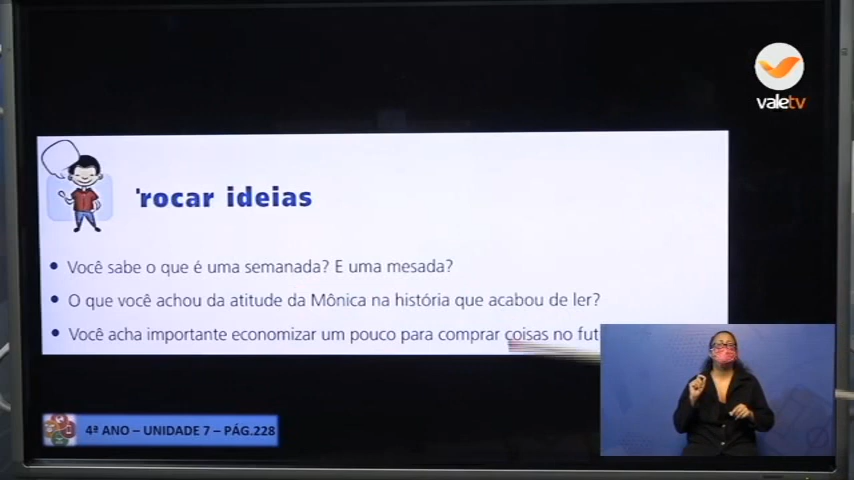 valetv
'rocar ideias
• Você sabe o que é uma semanada? E uma mesada?
• O que você achou da atitude da Mônica na história que acabou de ler?
• Você acha importante economizar um pouco para comprar coisas no fut
4ª ANO – UNIDADE 7 – PÁG.228